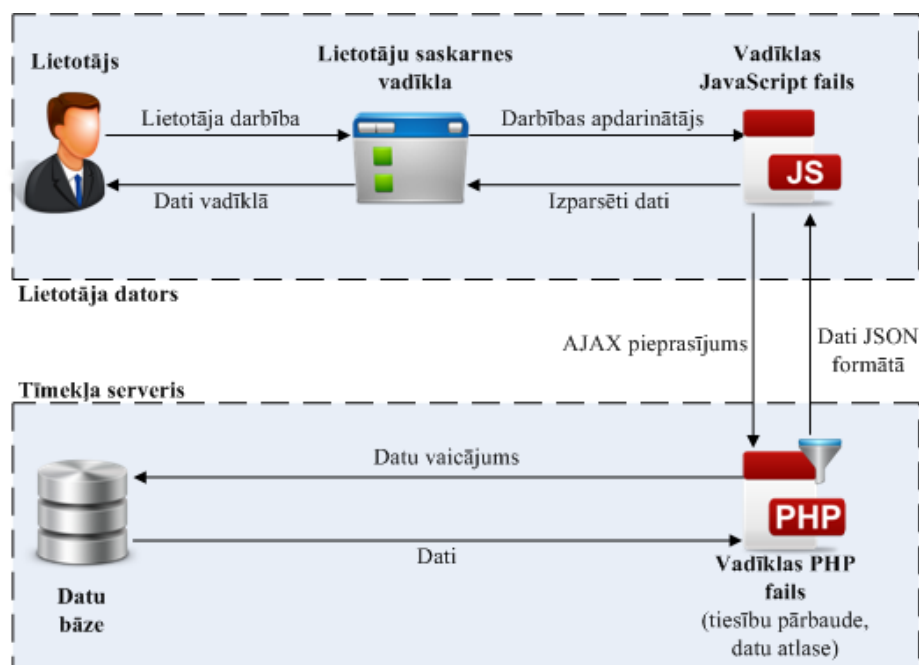 Lietotājs
Lietotāju saskarnes
vadīkla
Vadīklas
JavaScript fails
Lietotāja darbība
Darbības apdarinātājs
JS
Dati vadīklā
Izparsēti dati
Lietotāja dators
AJAX pieprasījums
Dati JSON
formātā
Tīmekļa serveris
Datu vaicājums
PHP
Dati
Vadīklas PHP
fails
(tiesību pārbaude,
datu atlase)
Datu
bāze